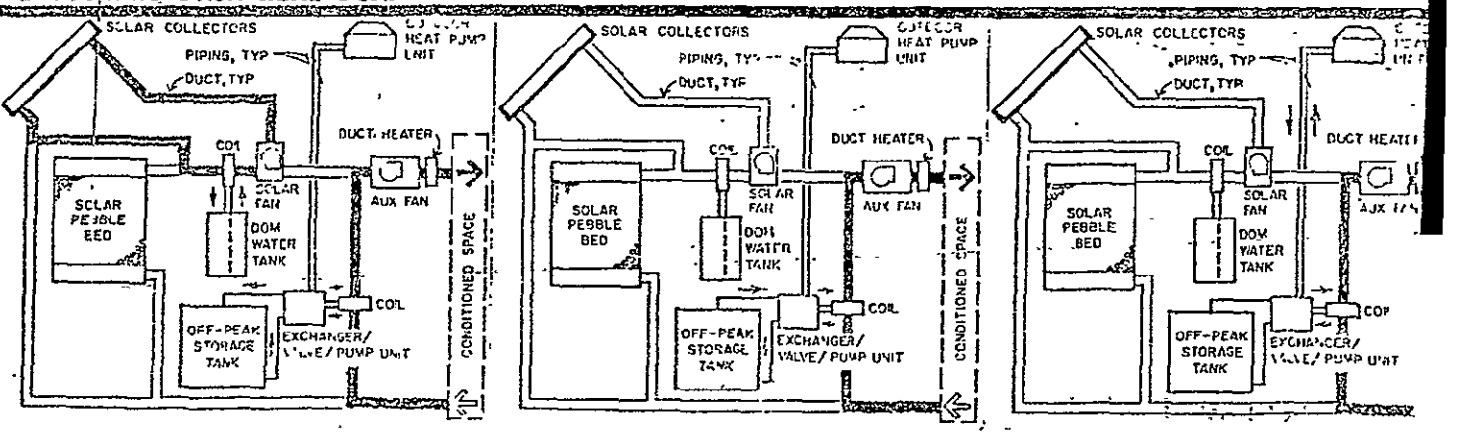 SOLAR COLLECTORS
HEAT PUMP
UNIT
PIPING, TYP
DUCT, TYP
DUCT HEATER
COIL
SOLAR
FAN
AUX FAN
SOLAR
PEBBLE
BED
DOM
WATER
TANK
CONDITIONED SPACE
COIL
OFF-PEAK
STORAGE
TANK
EXCHANGER/
VALVE/PUMP UNIT
SOLAR COLLECTORS
OUTDOOR
HEAT PUMP
UNIT
PIPING, TYP
DUCT, TYP
DUCT HEATER
COIL
SOLAR
FAN
AUX FAN
SOLAR
PEBBLE
BED
DOM
WATER
TANK
CONDITIONED SPACE
COIL
OFF-PEAK
STORAGE
TANK
EXCHANGER/
VALVE/PUMP UNIT
SOLAR COLLECTORS
PIPING, TYP
DUCT, TYP
DUCT HEATE
COIL
SOLAR
FAN
AUX FAN
SOLAR
PEBBLE
BED
DOM
WATER
TANK
OFF-PEAK
STORAGE
TANK
EXCHANGER/
VALVE/PUMP UNIT